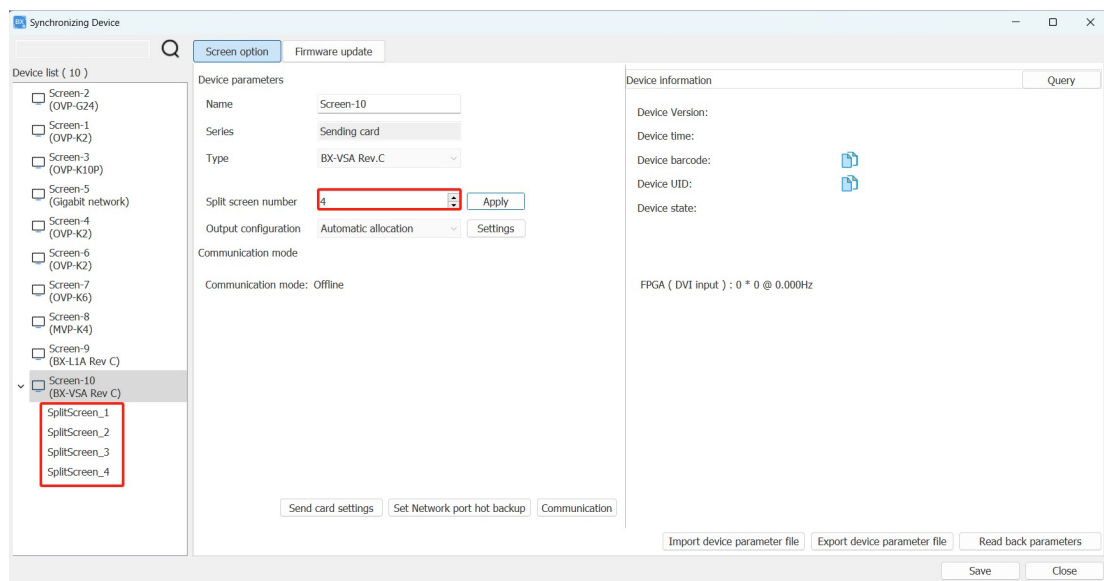 BX Synchronizing Device
Device list ( 10 )
Screen-2
(OVP-G24)
Screen-1
(OVP-K2)
Screen-3
(OVP-K10P)
Screen-5
(Gigabit network)
Screen-4
(OVP-K2)
Screen-6
(OVP-K2)
Screen-7
(OVP-K6)
Screen-8
(MVP-K4)
Screen-9
(BX-L1A Rev C)
Screen-10
(BX-VSA Rev C)
SplitScreen_1
SplitScreen_2
SplitScreen_3
SplitScreen_4
Screen option Firmware update
Device parameters
Name Screen-10
Series Sending card
Type BX-VSA Rev.C
Split screen number 4 Apply
Output configuration Automatic allocation Settings
Communication mode
Communication mode: Offline
Send card settings Set Network port hot backup Communication
Device information Query
Device Version:
Device time:
Device barcode:
Device UID:
Device state:
FPGA ( DVI input ) : 0 * 0 @ 0.000Hz
Import device parameter file Export device parameter file Read back parameters
Save Close